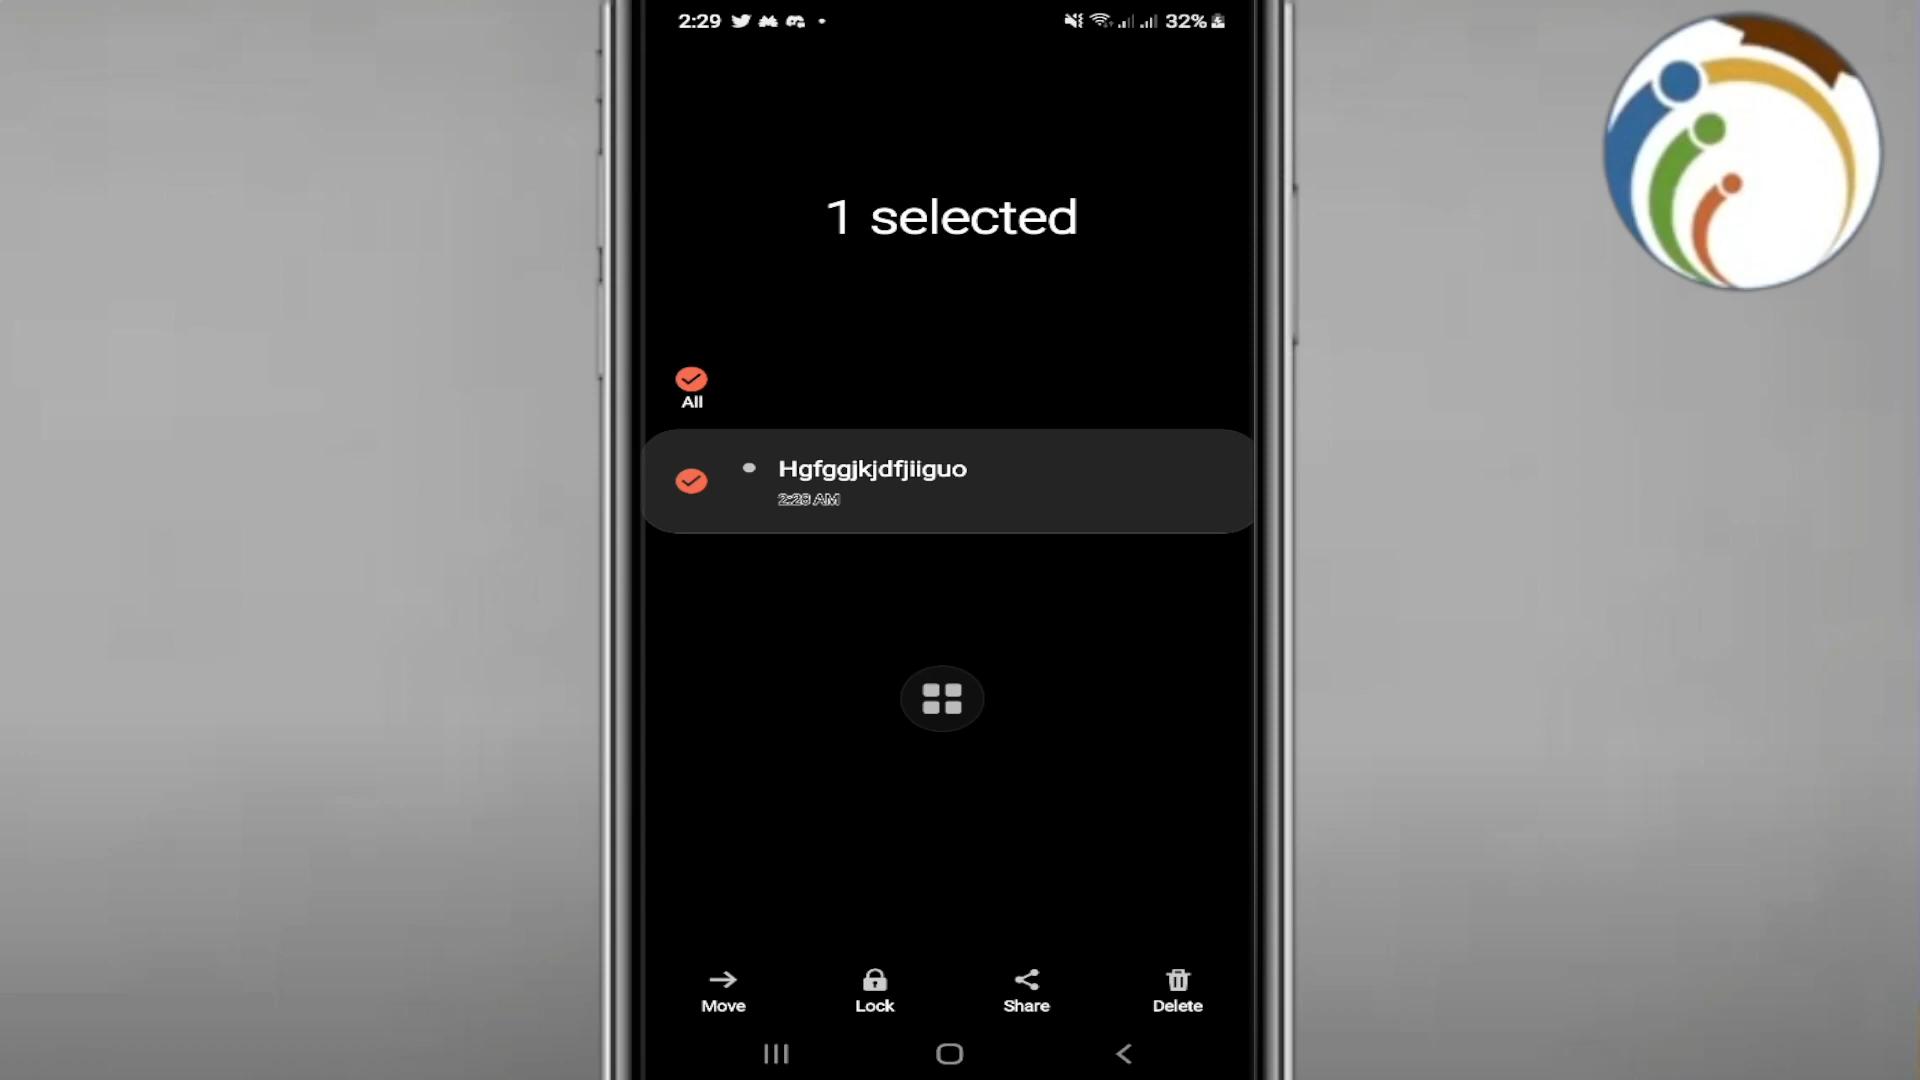 2:29
32%
1 selected
All
Hgfggjkjdfjiiguo
2:28 AM
Move
Lock
Share
Delete